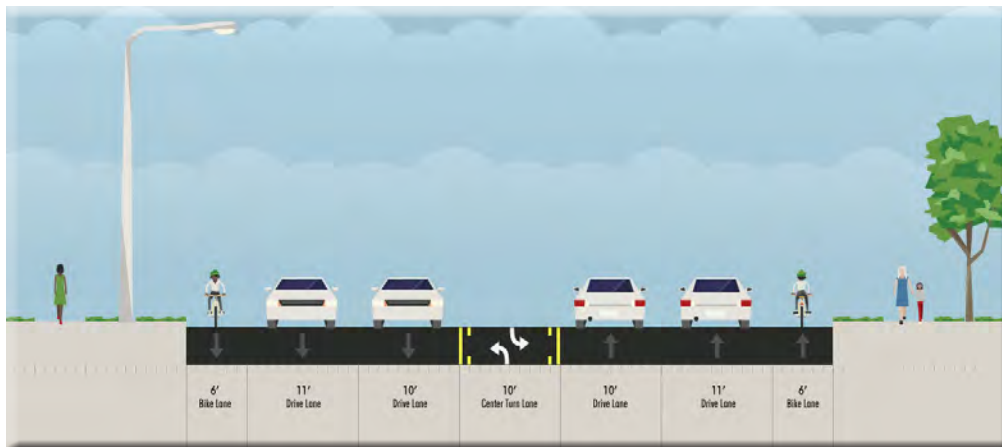 6'
Bike Lane
11'
Drive Lane
10'
Drive Lane
10'
Center Turn Lane
10'
Drive Lane
11'
Drive Lane
6'
Bike Lane